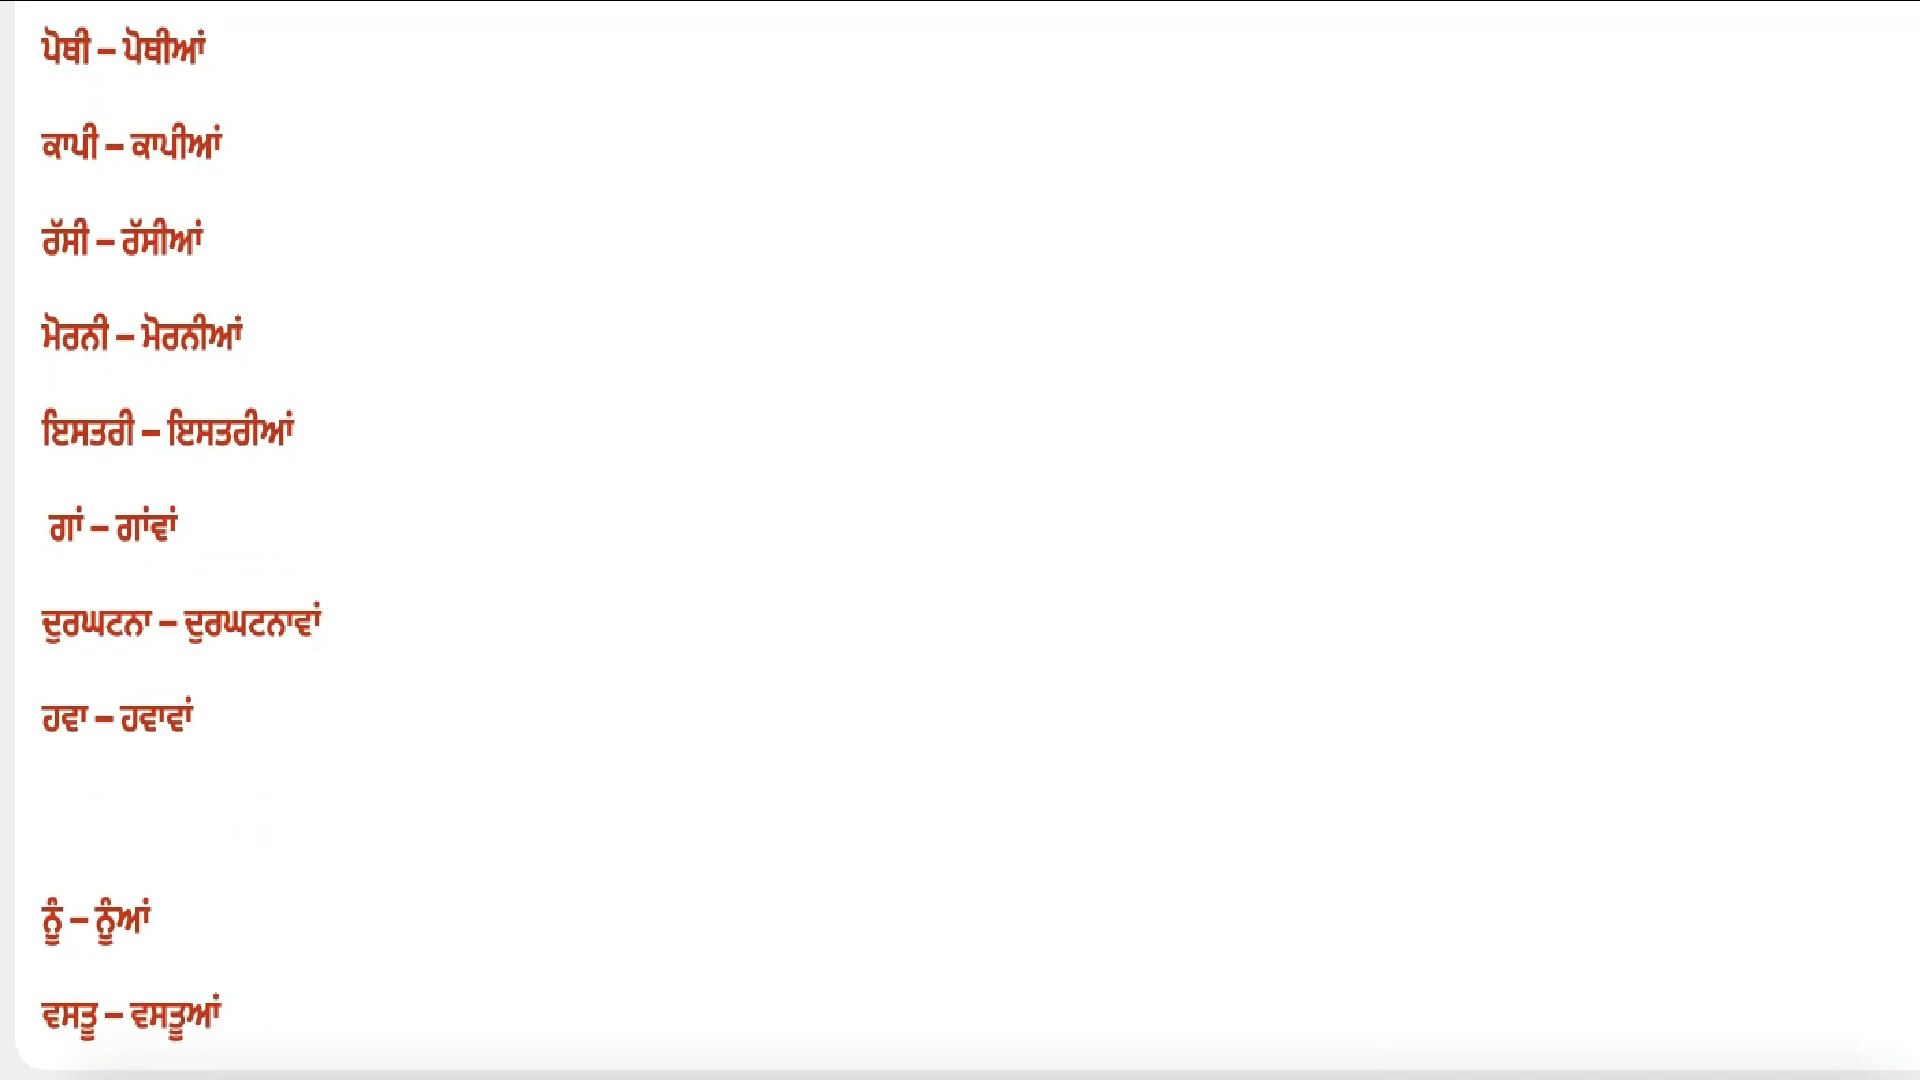 ਪੋਥੀ – ਪੋਥੀਆਂ
ਕਾਪੀ – ਕਾਪੀਆਂ
ਰੱਸੀ – ਰੱਸੀਆਂ
ਮੋਰਨੀ – ਮੋਰਨੀਆਂ
ਇਸਤਰੀ – ਇਸਤਰੀਆਂ
ਗਾਂ – ਗਾਂਵਾਂ
ਦੁਰਘਟਨਾ – ਦੁਰਘਟਨਾਵਾਂ
ਹਵਾ – ਹਵਾਵਾਂ
ਨੂੰ – ਨੂੰਆਂ
ਵਸਤੂ – ਵਸਤੂਆਂ